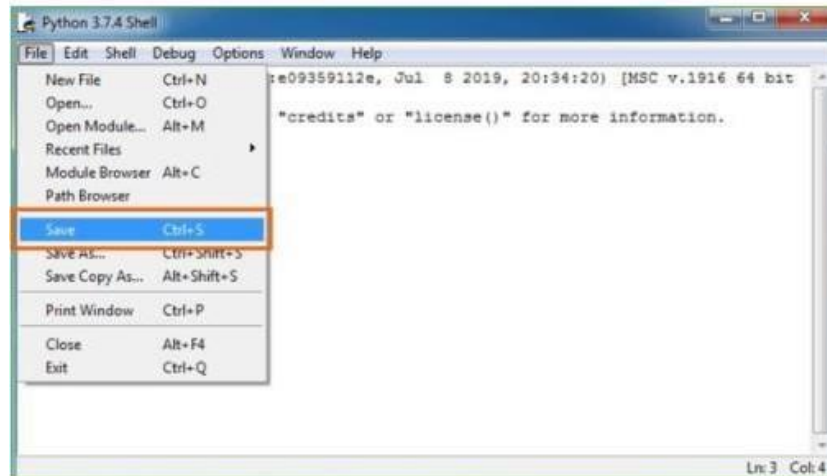 Python 3.7.4 Shell
File Edit Shell Debug Options Window Help
New File Ctrl+N
:e09359112e, Jul 8 2019, 20:34:20) [MSC v.1916 64 bit
Open... Ctrl+O
"credits" or "license()" for more information.
Open Module... Alt+M
Recent Files
Module Browser Alt+C
Path Browser
Save Ctrl+S
Save As... Ctrl+Shift+S
Save Copy As... Alt+Shift+S
Print Window Ctrl+P
Close Alt+F4
Exit Ctrl+Q
Ln: 3 Col: 4